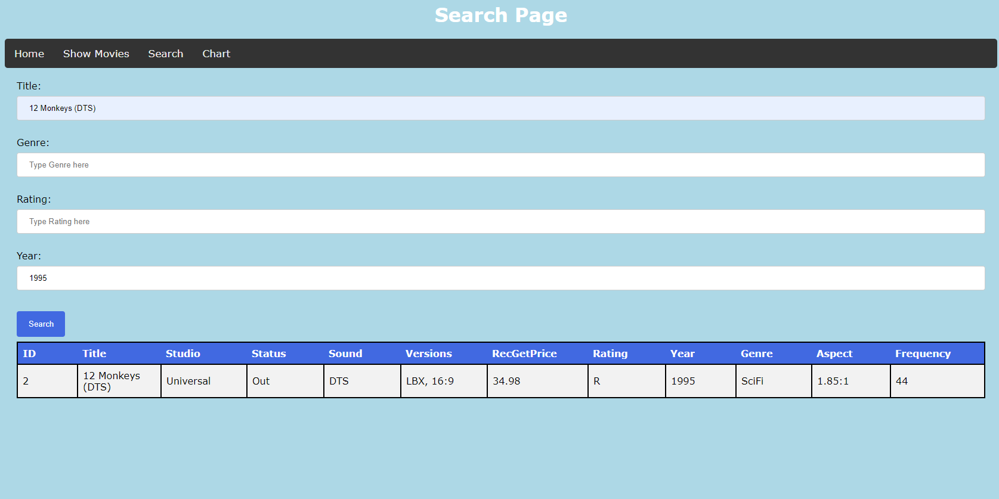 Search Page
Home Show Movies Search Chart
Title:
12 Monkeys (DTS)
Genre:
Type Genre here
Rating:
Type Rating here
Year:
1995
Search
ID Title Studio Status Sound Versions RecGetPrice Rating Year Genre Aspect Frequency
2 12 Monkeys (DTS) Universal Out DTS LBX, 16:9 34.98 R 1995 SciFi 1.85:1 44